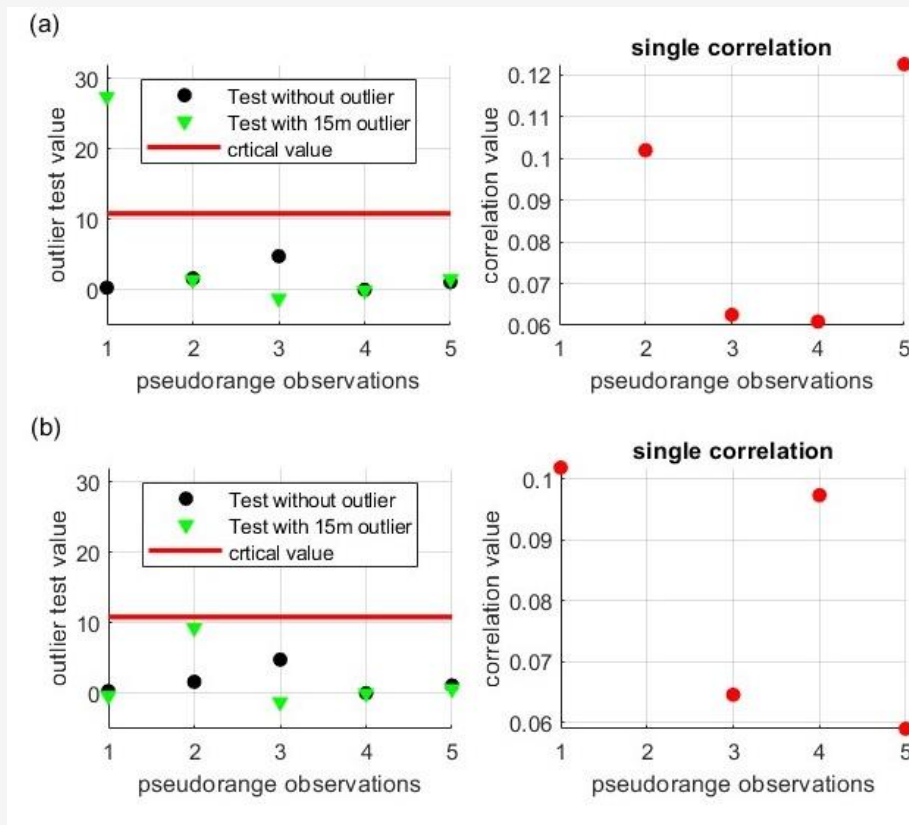 (a)
outlier test value
30
20
10
0
Test without outlier
Test with 15m outlier
crtical value
1 2 3 4 5
pseudorange observations
single correlation
correlation value
0.12
0.11
0.1
0.09
0.08
0.07
0.06
1 2 3 4 5
pseudorange observations
(b)
outlier test value
30
20
10
0
Test without outlier
Test with 15m outlier
crtical value
1 2 3 4 5
pseudorange observations
single correlation
correlation value
0.1
0.09
0.08
0.07
0.06
1 2 3 4 5
pseudorange observations